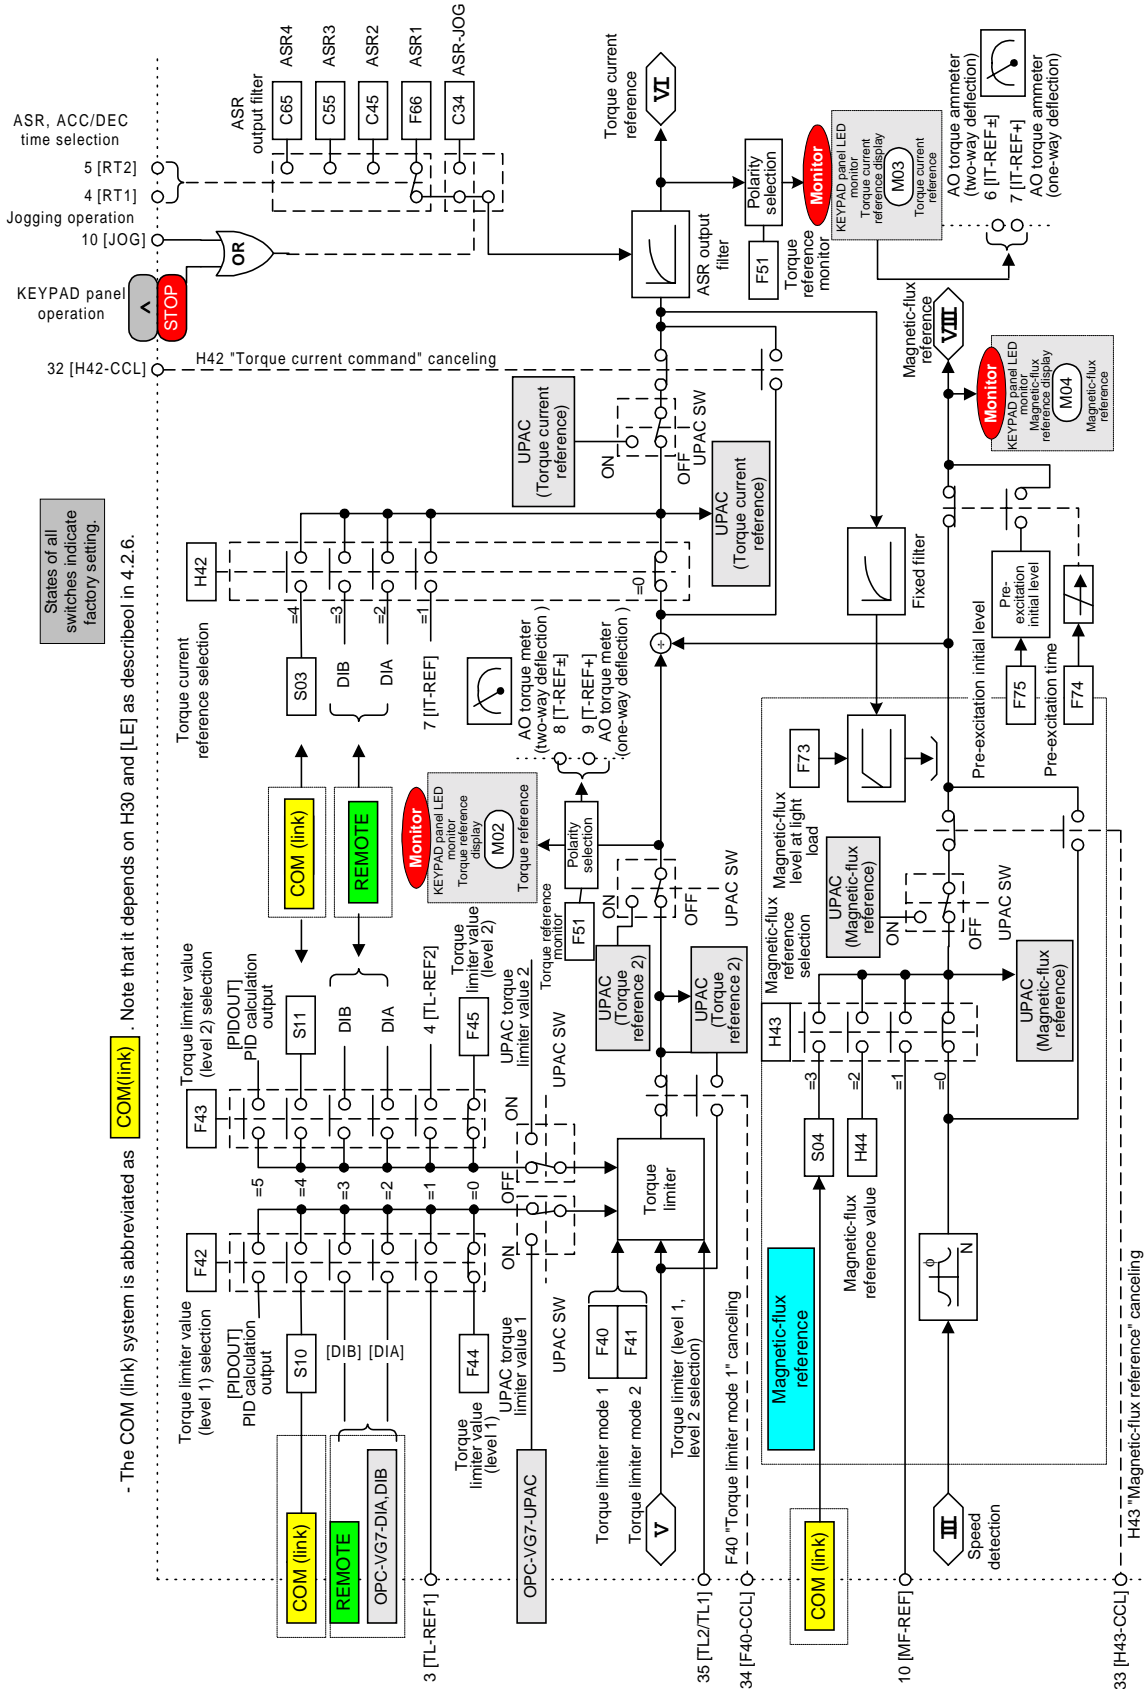 - The COM (link) system is abbreviated as COM(link) . Note that it depends on H30 and [LE] as describeol in 4.2.6.
States of all
switches indicate
factory setting.
ASR, ACC/DEC
time selection
5 [RT2]
4 [RT1]
Jogging operation
10 [JOG]
KEYPAD panel
operation
<
STOP
OR
32 [H42-CCL]
H42 "Torque current command" canceling
ASR
output filter
C65
C55
C45
F66
C34
ASR4
ASR3
ASR2
ASR1
ASR-JOG
Torque limiter value
(level 1) selection
F42
[PIDOUT]
PID calculation
output
S10
[DIB]
[DIA]
F44
Torque
limiter value
(level 1)
=5
=4
=3
=2
=1
=0
Torque limiter value
(level 2) selection
F43
[PIDOUT]
PID calculation
output
S11
DIB
DIA
4 [TL-REF2]
F45
Torque
limiter value
(level 2)
COM (link)
REMOTE
OPC-VG7-DIA,DIB
3 [TL-REF1]
OPC-VG7-UPAC
UPAC torque
limiter value 1
UPAC SW
ON
OFF
ON
UPAC torque
limiter value 2
UPAC SW
COM (link)
REMOTE
Torque current
reference selection
H42
S03
DIB
DIA
7 [IT-REF]
=4
=3
=2
=1
=0
Monitor
KEYPAD panel LED
monitor
Torque reference
display
M02
Torque reference
AO torque meter
(two-way deflection)
8 [T-REF±]
9 [T-REF+]
AO torque meter
(one-way deflection)
Torque reference
monitor
F51
Polarity
selection
UPAC
(Torque current
reference)
ON
OFF
UPAC SW
UPAC
(Torque current
reference)
Torque limiter mode 1
F40
Torque limiter mode 2
F41
V
Torque
limiter
35 [TL2/TL1]
Torque limiter (level 1,
level 2 selection)
34 [F40-CCL]
F40 "Torque limiter mode 1" canceling
UPAC
(Torque
reference 2)
ON
OFF
UPAC SW
UPAC
(Torque
reference 2)
÷
ASR output
filter
Torque current
reference
VI
F51
Torque
reference
monitor
Polarity
selection
Monitor
KEYPAD panel LED
monitor
Torque current
reference display
M03
Torque current
reference
AO torque ammeter
(two-way deflection)
6 [IT-REF±]
7 [IT-REF+]
AO torque ammeter
(one-way deflection)
Fixed filter
COM (link)
Magnetic-flux
reference
S04
H44
Magnetic-flux
reference value
=3
=2
=1
=0
H43
Magnetic-flux
reference
selection
Magnetic-flux
level at light
load
F73
UPAC
(Magnetic-flux
reference)
ON
OFF
UPAC SW
UPAC
(Magnetic-flux
reference)
10 [MF-REF]
III
Speed
detection
ϕ
N
Pre-excitation initial level
F75
Pre-
excitation
initial level
Pre-excitation time
F74
Magnetic-flux
reference
VIII
Monitor
KEYPAD panel LED
monitor
Magnetic-flux
reference display
M04
Magnetic-flux
reference
33 [H43-CCL]
H43 "Magnetic-flux reference" canceling